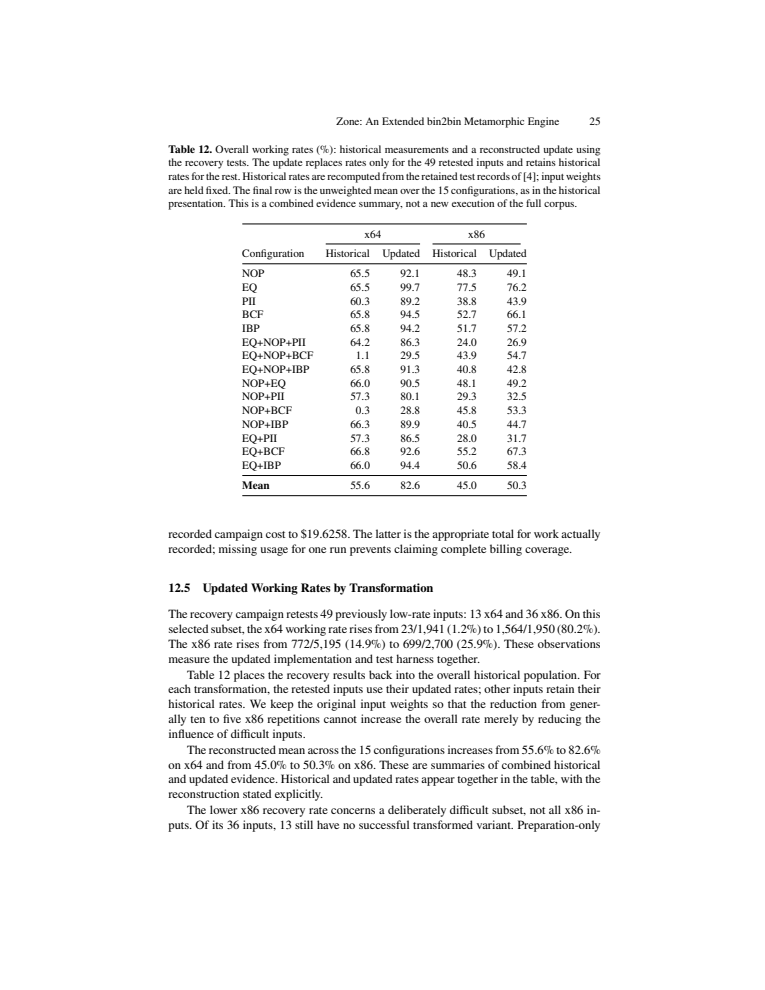 Zone: An Extended bin2bin Metamorphic Engine 25
Table 12. Overall working rates (%): historical measurements and a reconstructed update using
the recovery tests. The update replaces rates only for the 49 retested inputs and retains historical
rates for the rest. Historical rates are recomputed from the retained test records of [4]; input weights
are held fixed. The final row is the unweighted mean over the 15 configurations, as in the historical
presentation. This is a combined evidence summary, not a new execution of the full corpus.
x64 x86
Configuration Historical Updated Historical Updated
NOP 65.5 92.1 48.3 49.1
EQ 65.5 99.7 77.5 76.2
PII 60.3 89.2 38.8 43.9
BCF 65.8 94.5 52.7 66.1
IBP 65.8 94.2 51.7 57.2
EQ+NOP+PII 64.2 86.3 24.0 26.9
EQ+NOP+BCF 1.1 29.5 43.9 54.7
EQ+NOP+IBP 65.8 91.3 40.8 42.8
NOP+EQ 66.0 90.5 48.1 49.2
NOP+PII 57.3 80.1 29.3 32.5
NOP+BCF 0.3 28.8 45.8 53.3
NOP+IBP 66.3 89.9 40.5 44.7
EQ+PII 57.3 86.5 28.0 31.7
EQ+BCF 66.8 92.6 55.2 67.3
EQ+IBP 66.0 94.4 50.6 58.4
Mean 55.6 82.6 45.0 50.3
recorded campaign cost to $19.6258. The latter is the appropriate total for work actually
recorded; missing usage for one run prevents claiming complete billing coverage.
12.5 Updated Working Rates by Transformation
The recovery campaign retests 49 previously low-rate inputs: 13 x64 and 36 x86. On this
selected subset, the x64 working rate rises from 23/1,941 (1.2%) to 1,564/1,950 (80.2%).
The x86 rate rises from 772/5,195 (14.9%) to 699/2,700 (25.9%). These observations
measure the updated implementation and test harness together.
Table 12 places the recovery results back into the overall historical population. For
each transformation, the retested inputs use their updated rates; other inputs retain their
historical rates. We keep the original input weights so that the reduction from gener-
ally ten to five x86 repetitions cannot increase the overall rate merely by reducing the
influence of difficult inputs.
The reconstructed mean across the 15 configurations increases from 55.6% to 82.6%
on x64 and from 45.0% to 50.3% on x86. These are summaries of combined historical
and updated evidence. Historical and updated rates appear together in the table, with the
reconstruction stated explicitly.
The lower x86 recovery rate concerns a deliberately difficult subset, not all x86 in-
puts. Of its 36 inputs, 13 still have no successful transformed variant. Preparation-only